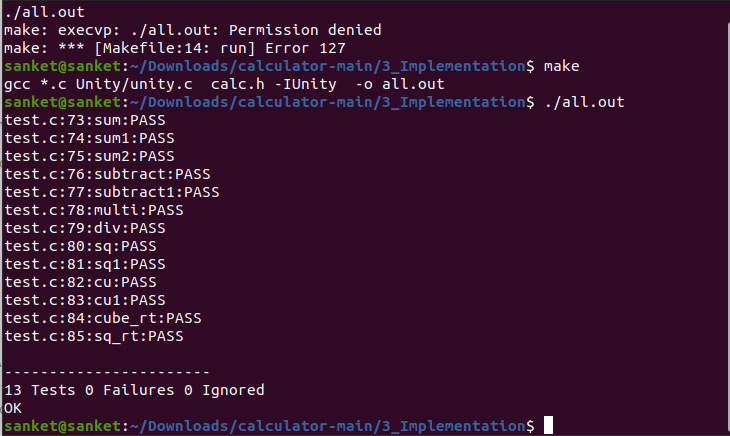 ./all.out
make: execvp: ./all.out: Permission denied
make: *** [Makefile:14: run] Error 127
sanket@sanket:~/Downloads/calculator-main/3_Implementation$ make
gcc *.c Unity/unity.c  calc.h -IUnity  -o all.out
sanket@sanket:~/Downloads/calculator-main/3_Implementation$ ./all.out
test.c:73:sum:PASS
test.c:74:sum1:PASS
test.c:75:sum2:PASS
test.c:76:subtract:PASS
test.c:77:subtract1:PASS
test.c:78:multi:PASS
test.c:79:div:PASS
test.c:80:sq:PASS
test.c:81:sq1:PASS
test.c:82:cu:PASS
test.c:83:cu1:PASS
test.c:84:cube_rt:PASS
test.c:85:sq_rt:PASS
-----------------------
13 Tests 0 Failures 0 Ignored
OK
sanket@sanket:~/Downloads/calculator-main/3_Implementation$